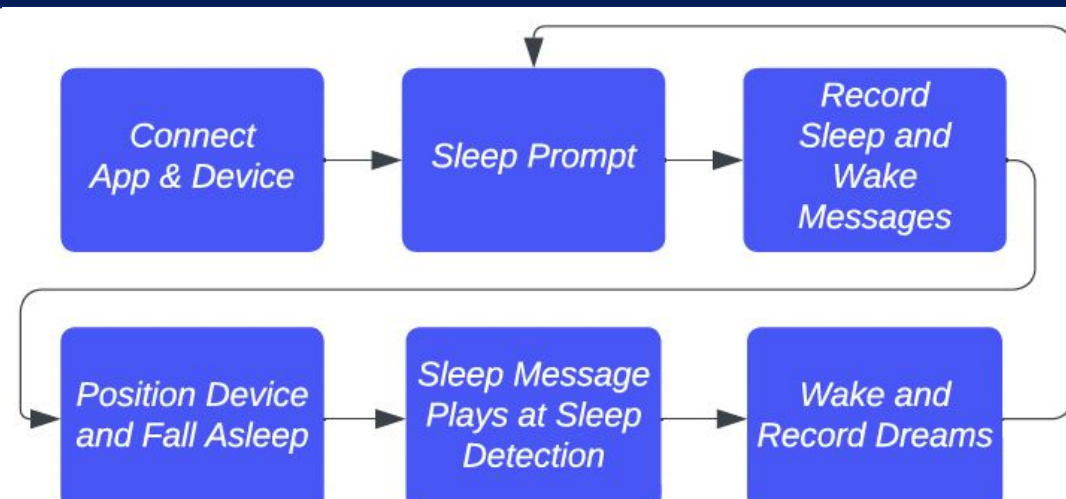 Connect
App & Device
Sleep Prompt
Record
Sleep and
Wake
Messages
Position Device
and Fall Asleep
Sleep Message
Plays at Sleep
Detection
Wake and
Record Dreams